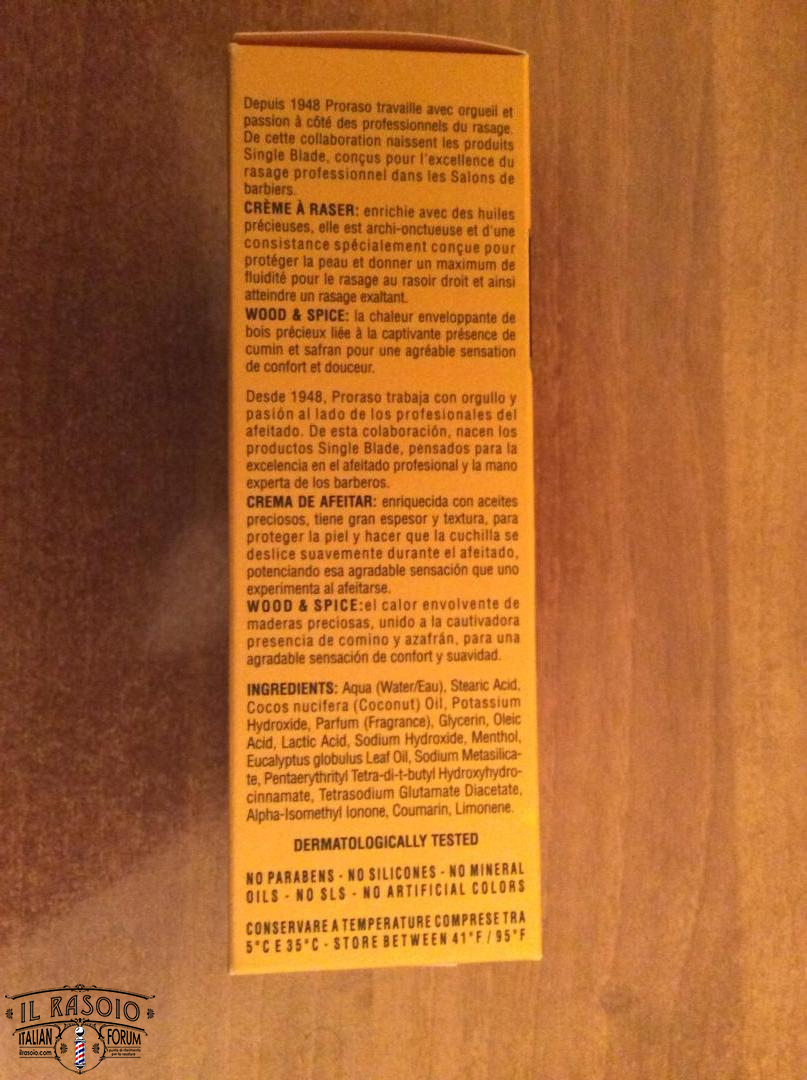 Depuis 1948 Proraso travaille avec orgueil et
passion à côté des professionnels du rasage.
De cette collaboration naissent les produits
Single Blade, conçus pour l'excellence du
rasage professionnel dans les Salons de
barbiers.
CRÈME À RASER: enrichie avec des huiles
précieuses, elle est archi-onctueuse et d'une
consistance spécialement conçue pour
protéger la peau et donner un maximum de
fluidité pour le rasage au rasoir droit et ainsi
atteindre un rasage exaltant.
WOOD & SPICE: la chaleur enveloppante de
bois précieux liée à la captivante présence de
cumin et safran pour une agréable sensation
de confort et douceur.
Desde 1948, Proraso trabaja con orgullo y
pasión al lado de los profesionales del
afeitado. De esta colaboración, nacen los
productos Single Blade, pensados para la
excelencia en el afeitado profesional y la mano
experta de los barberos.
CREMA DE AFEITAR: enriquecida con aceites
preciosos, tiene gran espesor y textura, para
proteger la piel y hacer que la cuchilla se
deslice suavemente durante el afeitado,
potenciando esa agradable sensación que uno
experimenta al afeitarse.
WOOD & SPICE:el calor envolvente de
maderas preciosas, unido a la cautivadora
presencia de comino y azafrán, para una
agradable sensación de confort y suavidad.
INGREDIENTS: Aqua (Water/Eau), Stearic Acid,
Cocos nucifera (Coconut) Oil, Potassium
Hydroxide, Parfum (Fragrance), Glycerin, Oleic
Acid, Lactic Acid, Sodium Hydroxide, Menthol,
Eucalyptus globulus Leaf Oil, Sodium Metasilica-
te, Pentaerythrityl Tetra-di-t-butyl Hydroxyhydro-
cinnamate, Tetrasodium Glutamate Diacetate,
Alpha-Isomethyl Ionone, Coumarin, Limonene.
DERMATOLOGICALLY TESTED
NO PARABENS - NO SILICONES - NO MINERAL
OILS - NO SLS - NO ARTIFICIAL COLORS
CONSERVARE A TEMPERATURE COMPRESE TRA
5°C E 35°C - STORE BETWEEN 41°F / 95°F
IL RASOIO
ITALIAN FORUM
ilrasoio.com